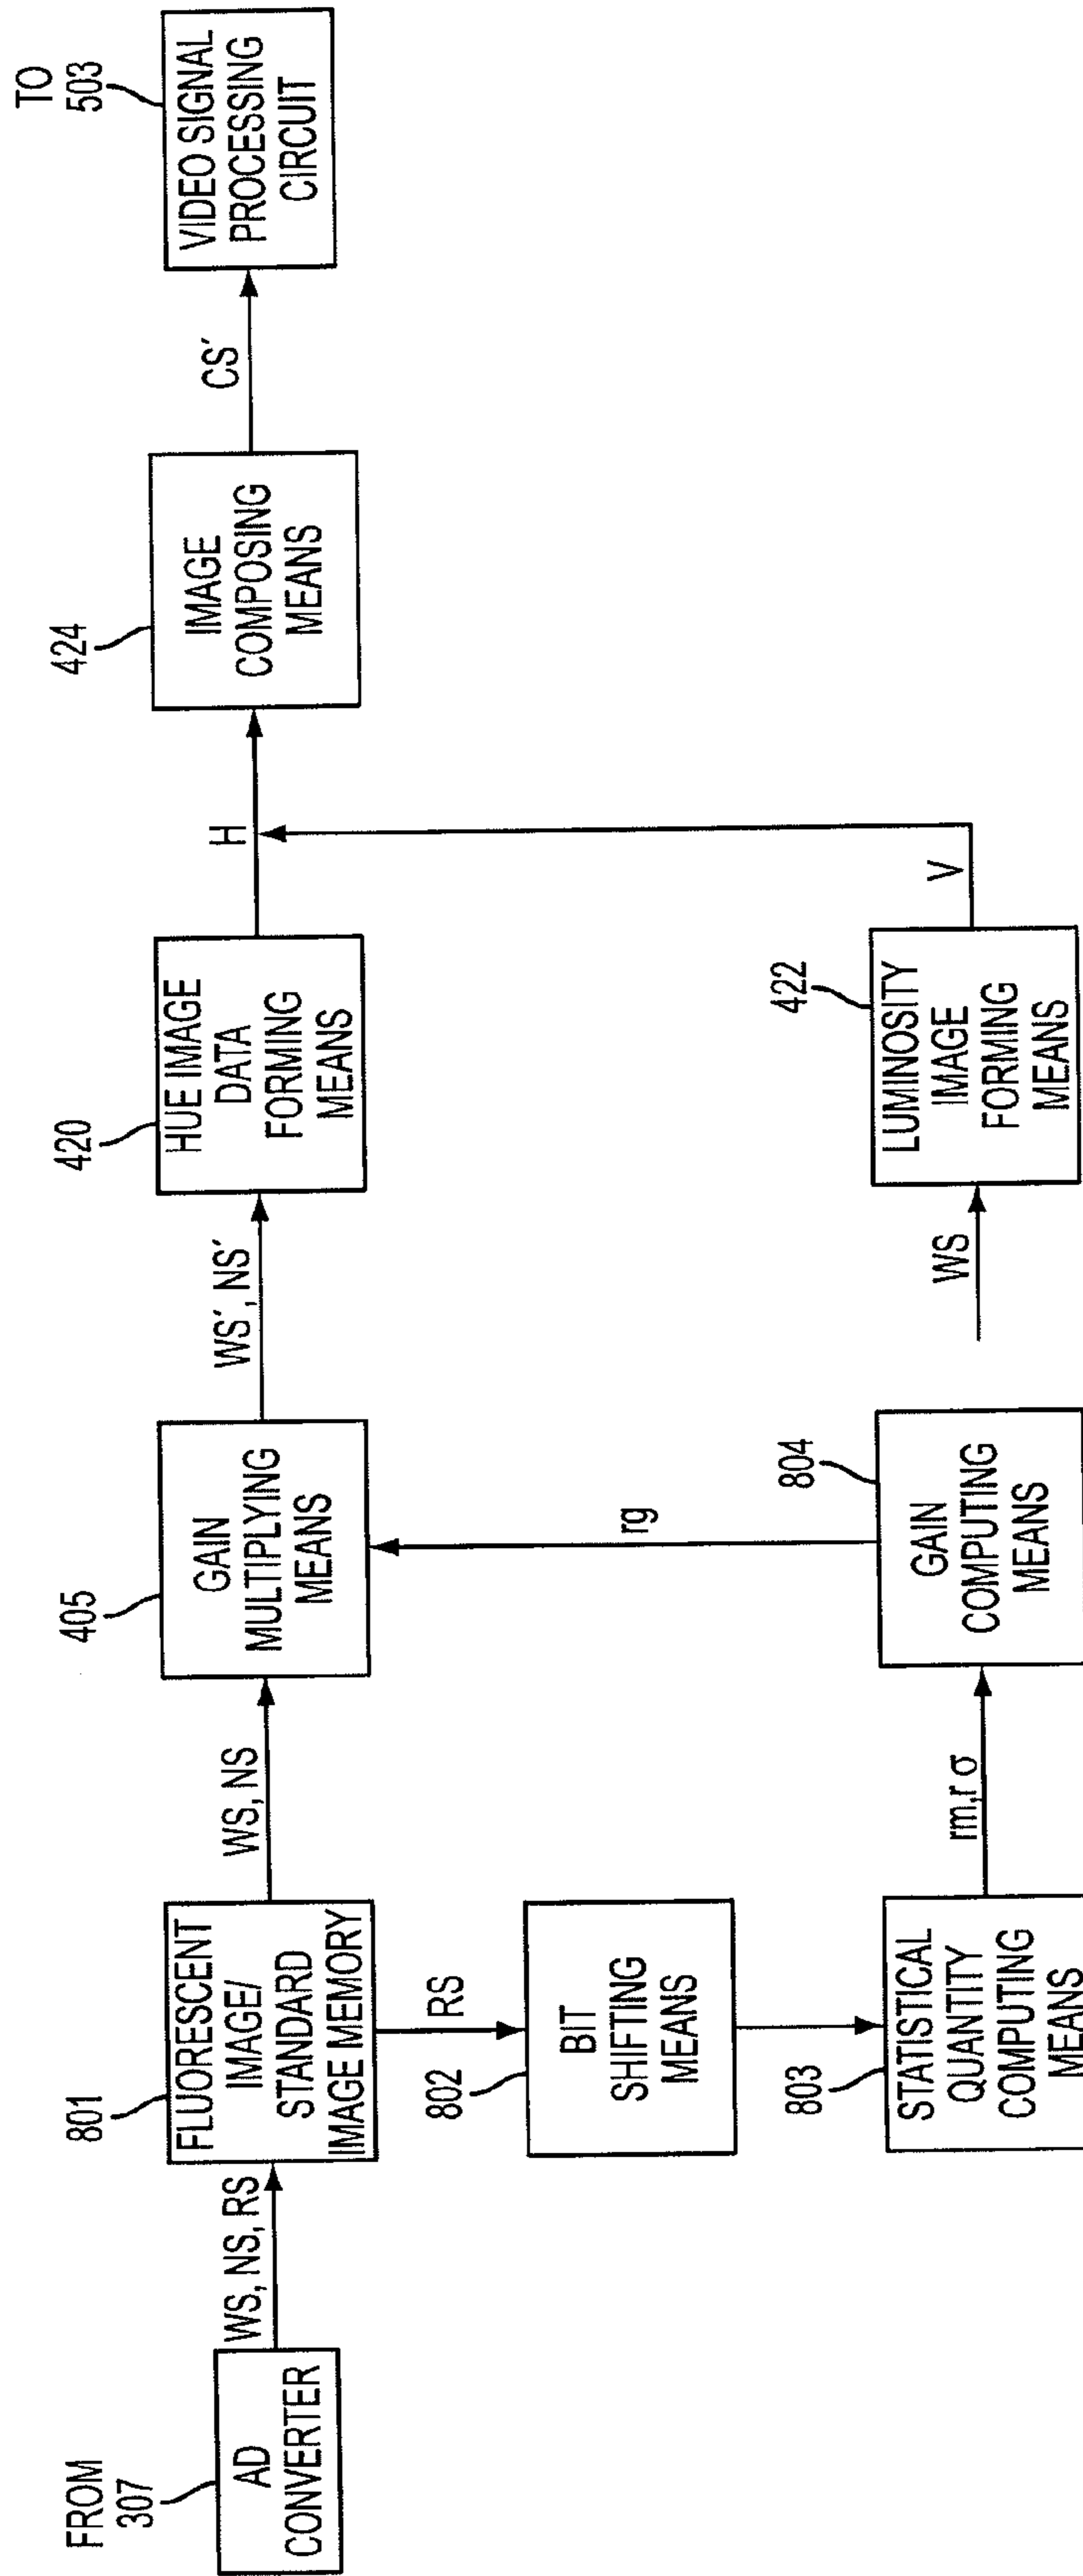 FROM
307
AD
CONVERTER
WS, NS, RS
801
FLUORESCENT
IMAGE/
STANDARD
IMAGE MEMORY
WS, NS
405
GAIN
MULTIPLYING
MEANS
WS´, NS´
420
HUE IMAGE
DATA
FORMING
MEANS
H
424
IMAGE
COMPOSING
MEANS
CS´
TO
503
VIDEO SIGNAL
PROCESSING
CIRCUIT
RS
802
BIT
SHIFTING
MEANS
803
STATISTICAL
QUANTITY
COMPUTING
MEANS
rm,r σ
804
GAIN
COMPUTING
MEANS
rg
WS
422
LUMINOSITY
IMAGE
FORMING
MEANS
V